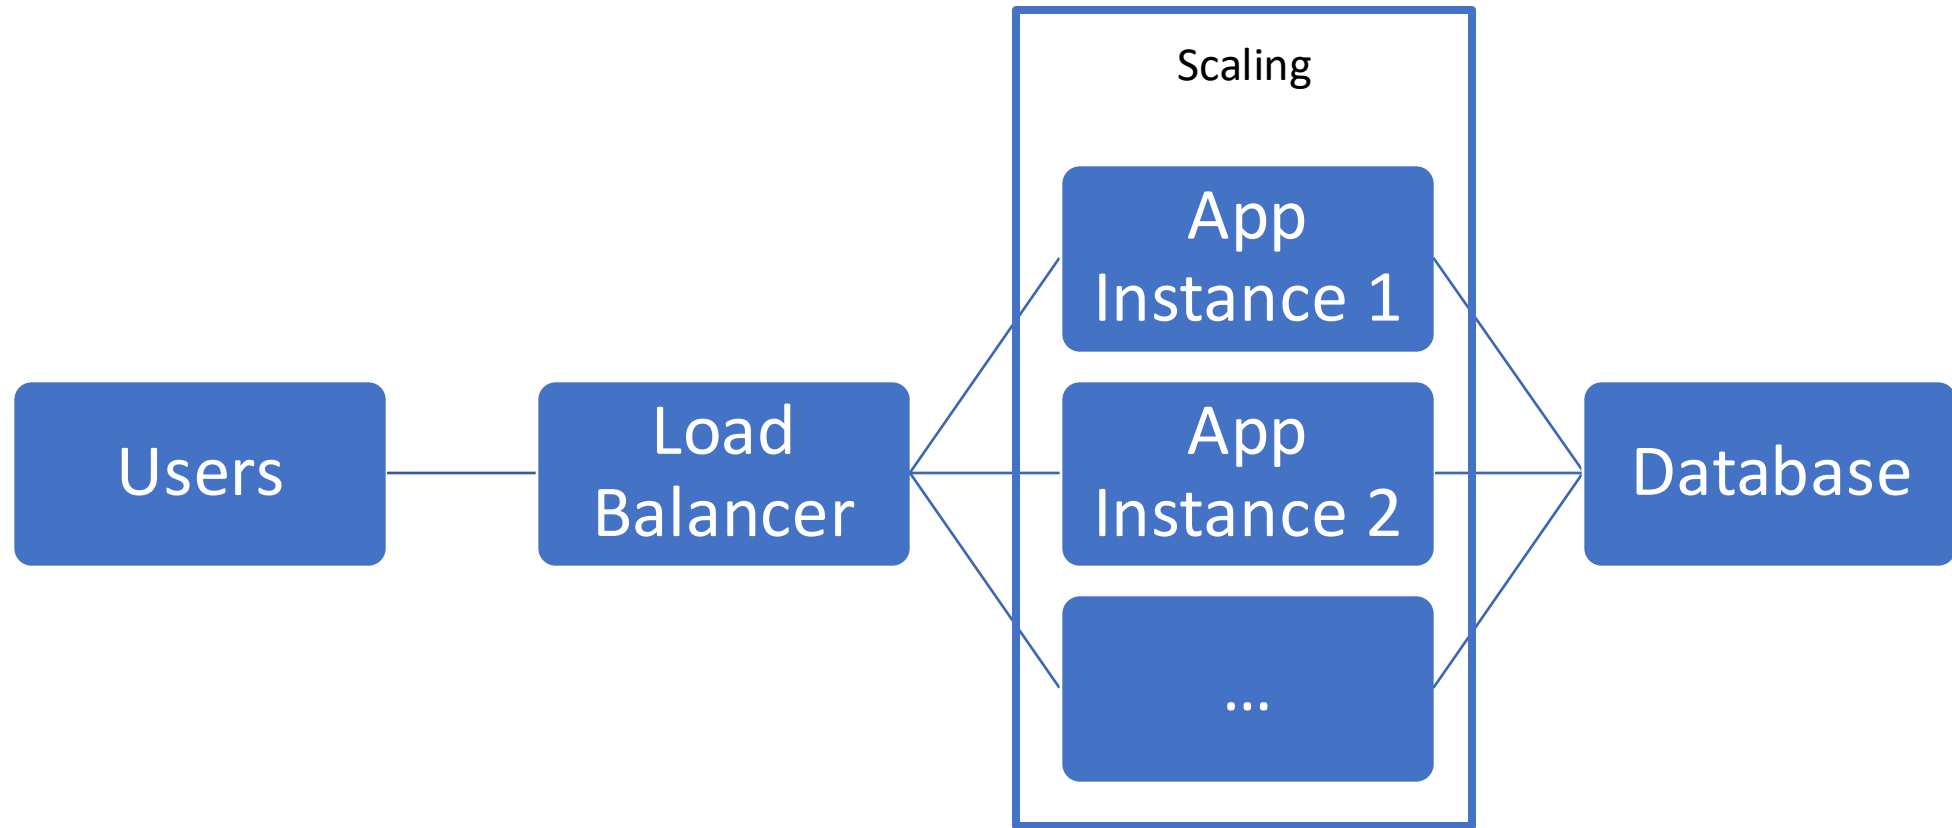 Scaling
Users
Load
Balancer
App
Instance 1
App
Instance 2
...
Database